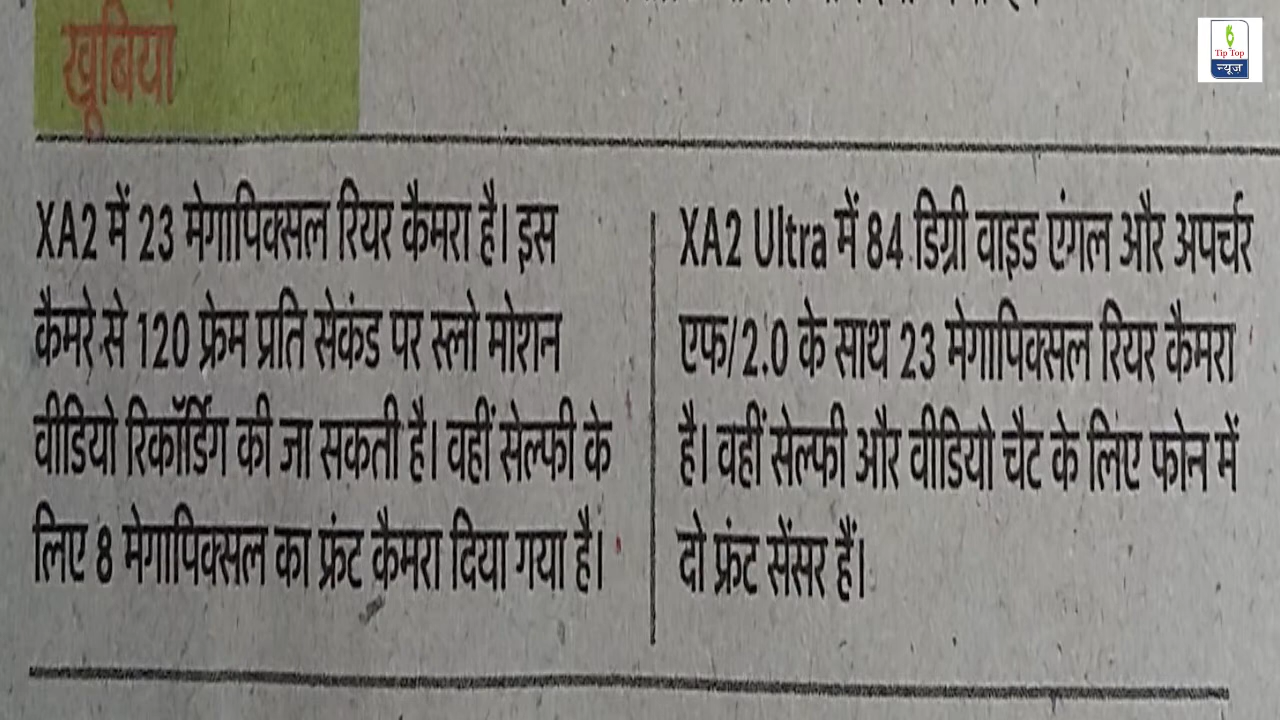 खूबियां
Tip Top
न्यूज़
XA2 में 23 मेगापिक्सल रियर कैमरा है। इस
कैमरे से 120 फ्रेम प्रति सेकंड पर स्लो मोशन
वीडियो रिकॉर्डिंग की जा सकती है। वहीं सेल्फी के
लिए 8 मेगापिक्सल का फ्रंट कैमरा दिया गया है।
XA2 Ultra में 84 डिग्री वाइड एंगल और अपर्चर
एफ/2.0 के साथ 23 मेगापिक्सल रियर कैमरा
है। वहीं सेल्फी और वीडियो चैट के लिए फोन में
दो फ्रंट सेंसर हैं।